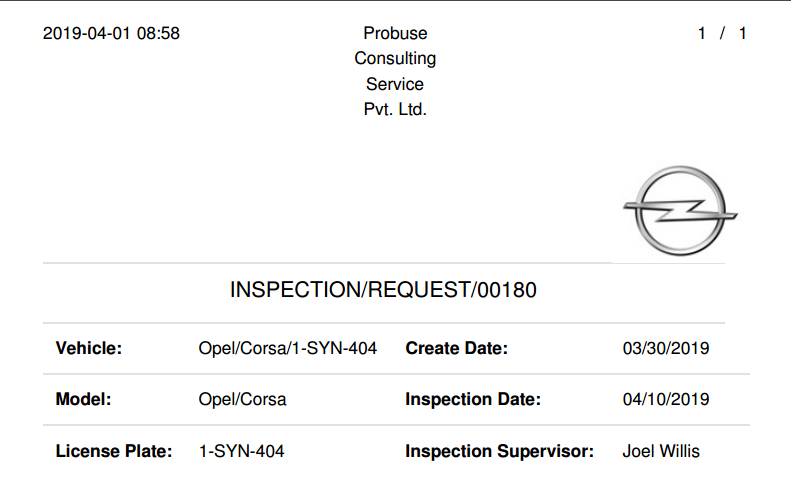 2019-04-01 08:58 Probuse 1 / 1
Consulting
Service
Pvt. Ltd.
INSPECTION/REQUEST/00180
Vehicle: Opel/Corsa/1-SYN-404 Create Date: 03/30/2019
Model: Opel/Corsa Inspection Date: 04/10/2019
License Plate: 1-SYN-404 Inspection Supervisor: Joel Willis